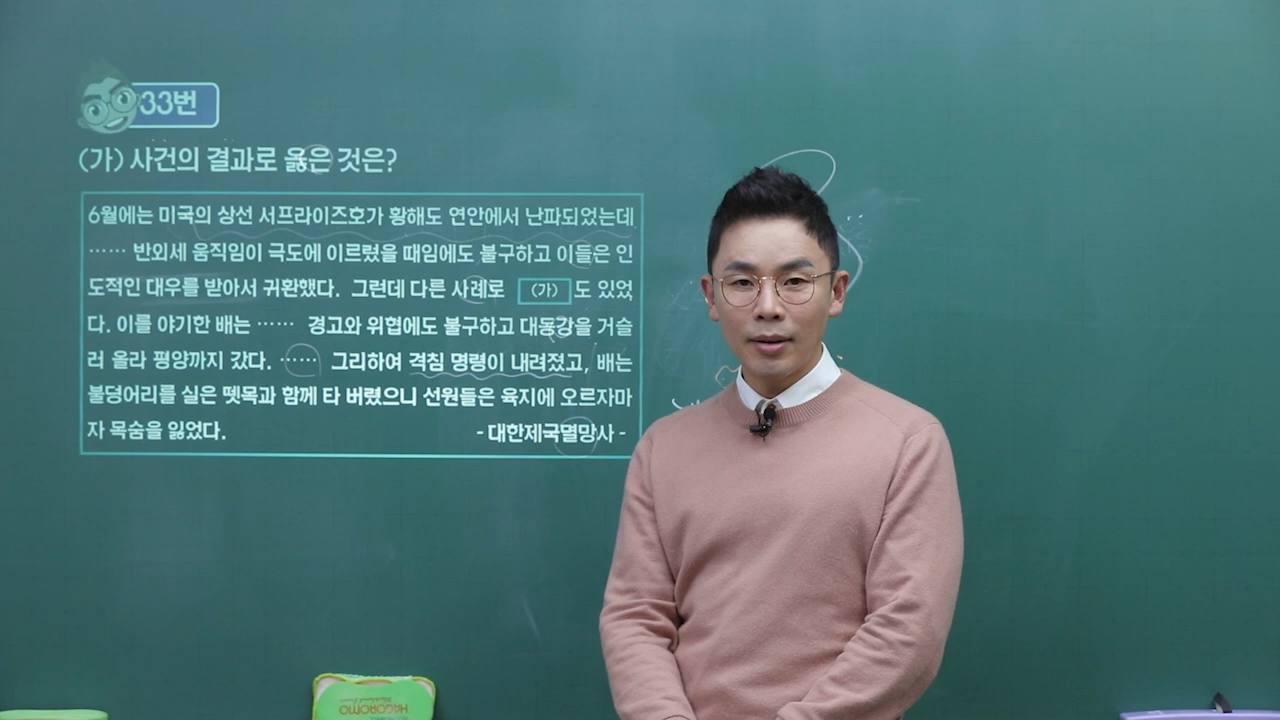 33번
(가) 사건의 결과로 옳은 것은?
6월에는 미국의 상선 서프라이즈호가 황해도 연안에서 난파되었는데
…… 반외세 움직임이 극도에 이르렀을 때임에도 불구하고 이들은 인
도적인 대우를 받아서 귀환했다. 그런데 다른 사례로 (가) 도 있었
다. 이를 야기한 배는 …… 경고와 위협에도 불구하고 대동강을 거슬
러 올라 평양까지 갔다. …… 그리하여 격침 명령이 내려졌고, 배는
불덩어리를 실은 뗏목과 함께 타 버렸으니 선원들은 육지에 오르자마
자 목숨을 잃었다. - 대한제국멸망사 -
HAGOROMO